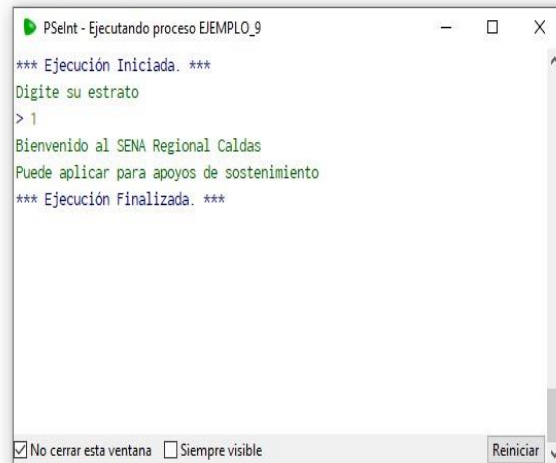 PSeInt - Ejecutando proceso EJEMPLO_9
*** Ejecución Iniciada. ***
Digite su estrato
> 1
Bienvenido al SENA Regional Caldas
Puede aplicar para apoyos de sostenimiento
*** Ejecución Finalizada. ***
No cerrar esta ventana Siempre visible Reiniciar